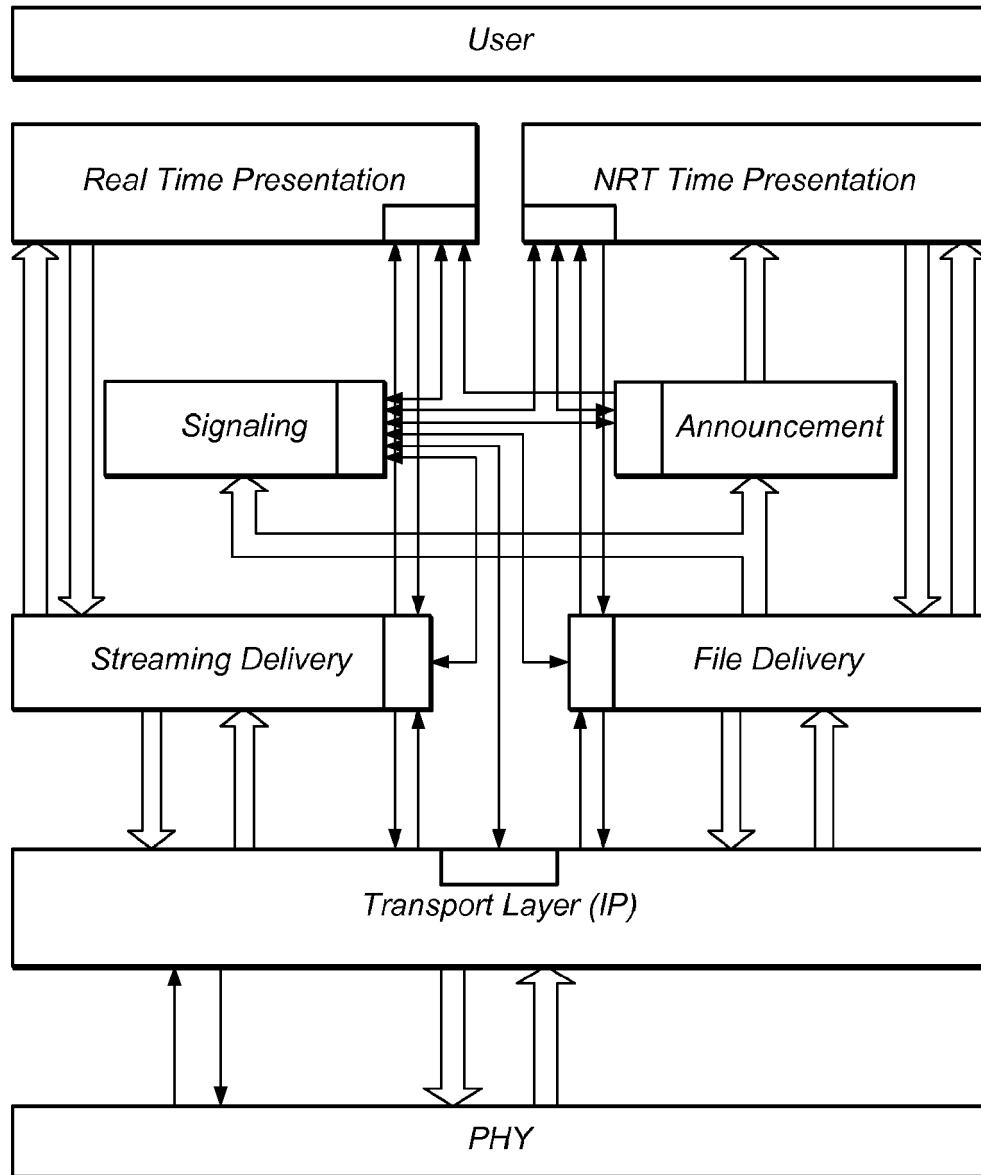 User
Real Time Presentation
NRT Time Presentation
Signaling
Announcement
Streaming Delivery
File Delivery
Transport Layer (IP)
PHY